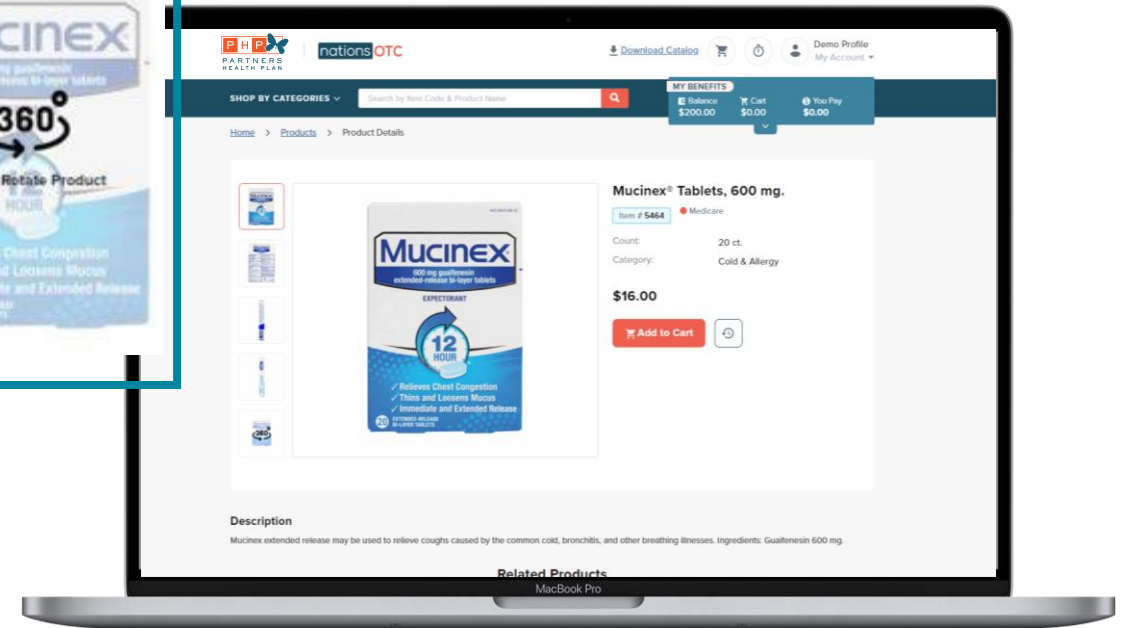 CINEX
360
Rotate Product
HOUR
Chest Congestion
Loosens Mucus
and Extended Release
PHP
PARTNERS
HEALTH PLAN
nations OTC
Download Catalog
Demo Profile
My Account
SHOP BY CATEGORIES
Search by Item Code & Product Name
MY BENEFITS
Balance
$200.00
Cart
$0.00
You Pay
$0.00
Home > Products > Product Details
Mucinex
600 mg guaifenesin
extended-release bi-layer tablets
EXPECTORANT
12
HOUR
✓ Relieves Chest Congestion
✓ Thins and Loosens Mucus
✓ Immediate and Extended Release
20 EXTENDED-RELEASE
BI-LAYER TABLETS
360°
Mucinex® Tablets, 600 mg.
Item # 5464
Medicare
Count: 20 ct.
Category: Cold & Allergy
$16.00
Add to Cart
Description
Mucinex extended release may be used to relieve coughs caused by the common cold, bronchitis, and other breathing illnesses. Ingredients: Guaifenesin 600 mg.
Related Products
MacBook Pro